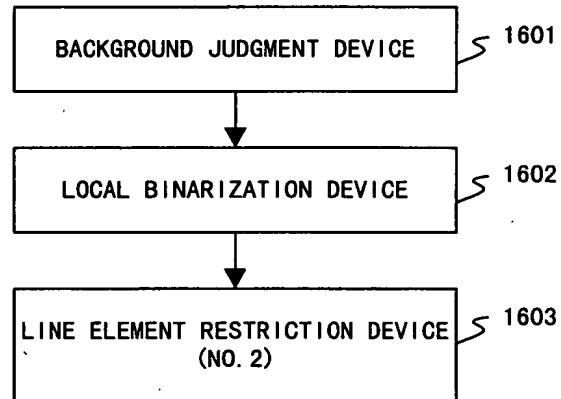 BACKGROUND JUDGMENT DEVICE
1601
LOCAL BINARIZATION DEVICE
1602
LINE ELEMENT RESTRICTION DEVICE
(NO. 2)
1603